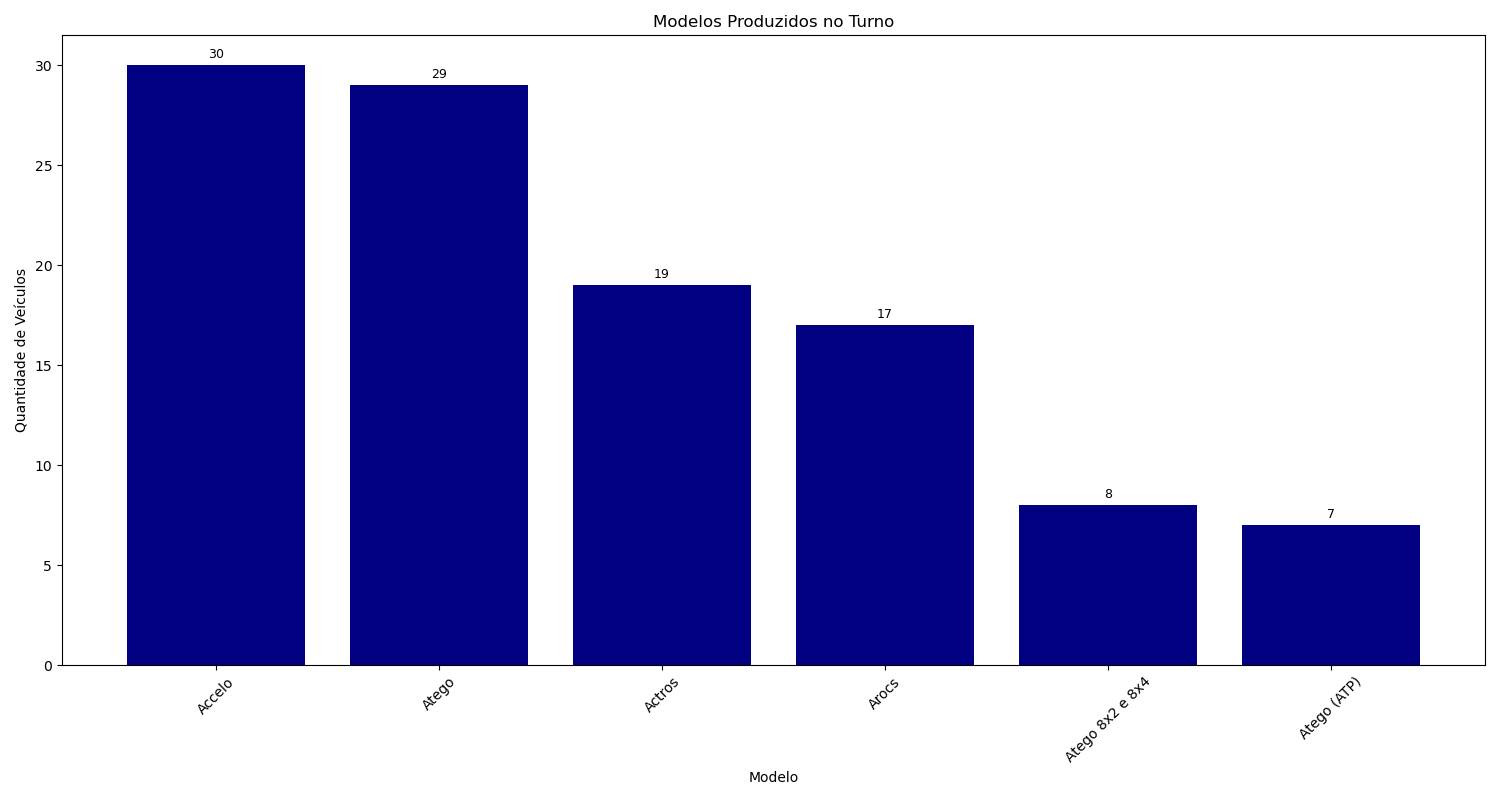 Modelos Produzidos no Turno
Quantidade de Veículos
30
25
20
15
10
5
0
30
29
19
17
8
7
Accelo
Atego
Actros
Arocs
Atego 8x2 e 8x4
Atego (ATP)
Modelo